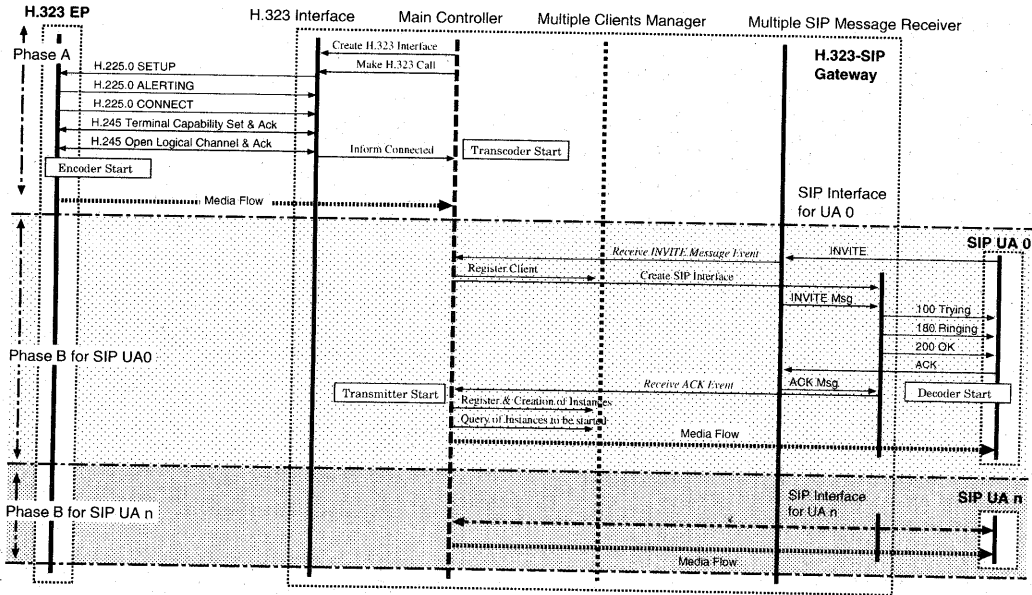 H.323 EP
H.323 Interface
Main Controller
Multiple Clients Manager
Multiple SIP Message Receiver
Phase A
Create H.323 Interface
H.323-SIP
Gateway
H.225.0 SETUP
Make H.323 Call
H.225.0 ALERTING
H.225.0 CONNECT
H.245 Terminal Capability Set & Ack
H.245 Open Logical Channel & Ack
Inform Connected
Transcoder Start
Encoder Start
Media Flow
SIP Interface
for UA 0
SIP UA 0
Receive INVITE Message Event
INVITE
Register Client
Create SIP Interface
INVITE Msg
100 Trying
180 Ringing
200 OK
ACK
Phase B for SIP UA0
Receive ACK Event
ACK Msg
Transmitter Start
Decoder Start
Register & Creation of Instances
Query of Instances to be started
Media Flow
SIP Interface
for UA n
SIP UA n
Phase B for SIP UA n
Media Flow